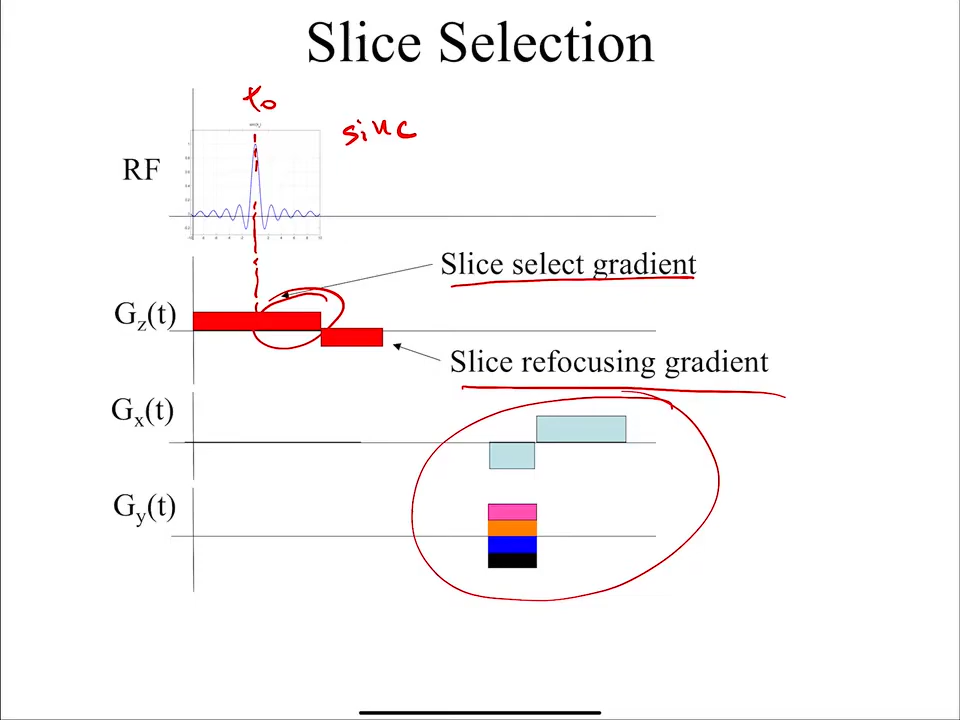 Slice Selection
t₀
sinc
RF
Slice select gradient
Gz(t)
Slice refocusing gradient
Gx(t)
Gy(t)